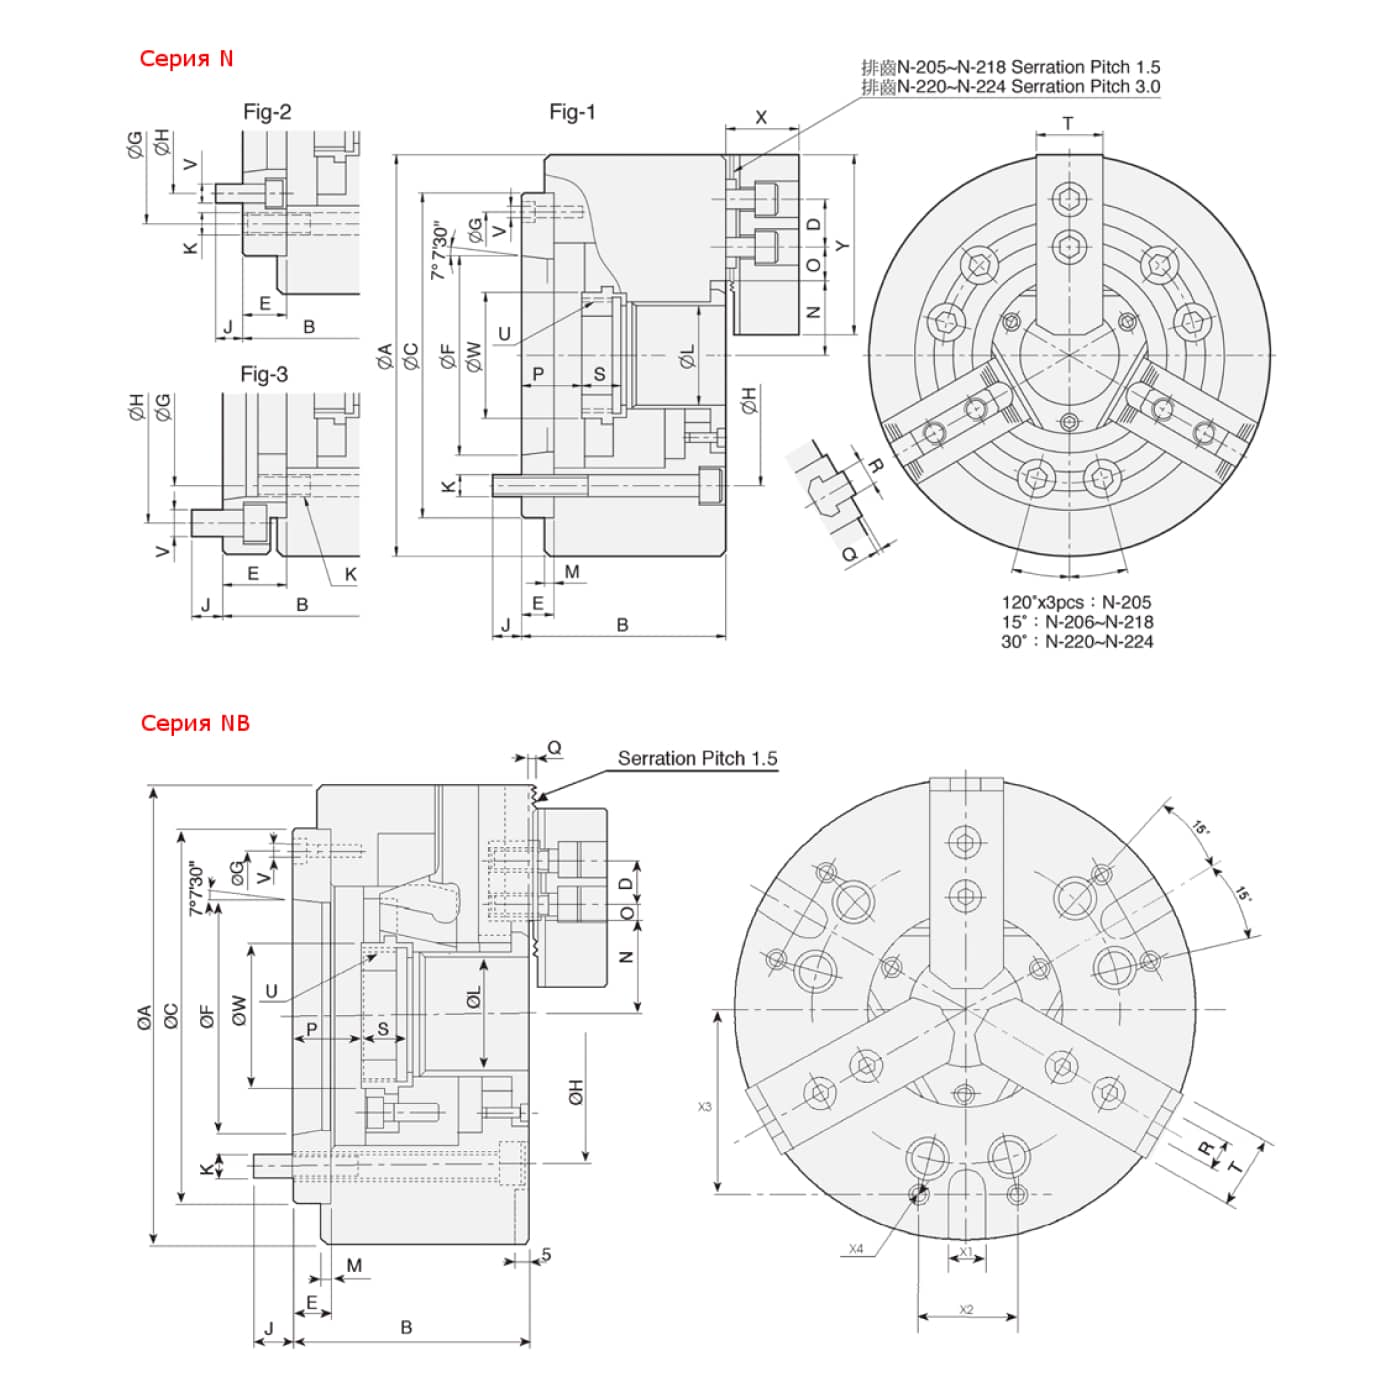 Серия N
排齒N-205~N-218 Serration Pitch 1.5
排齒N-220~N-224 Serration Pitch 3.0
Fig-2
Fig-1
X
T
ØG
ØH
V
K
E
J
B
ØA
ØC
7°7'30"
ØF
ØG
V
ØW
U
P
S
ØL
ØH
K
D
O
N
Y
M
E
J
B
R
Q
Fig-3
ØH
ØG
V
E
K
J
B
120°x3pcs : N-205
15° : N-206~N-218
30° : N-220~N-224
Серия NB
Q
Serration Pitch 1.5
ØG
V
7°7'30"
ØA
ØC
ØF
ØW
U
P
S
ØL
D
O
N
ØH
K
M
5
E
J
B
15°
15°
X3
R
T
X4
X1
X2